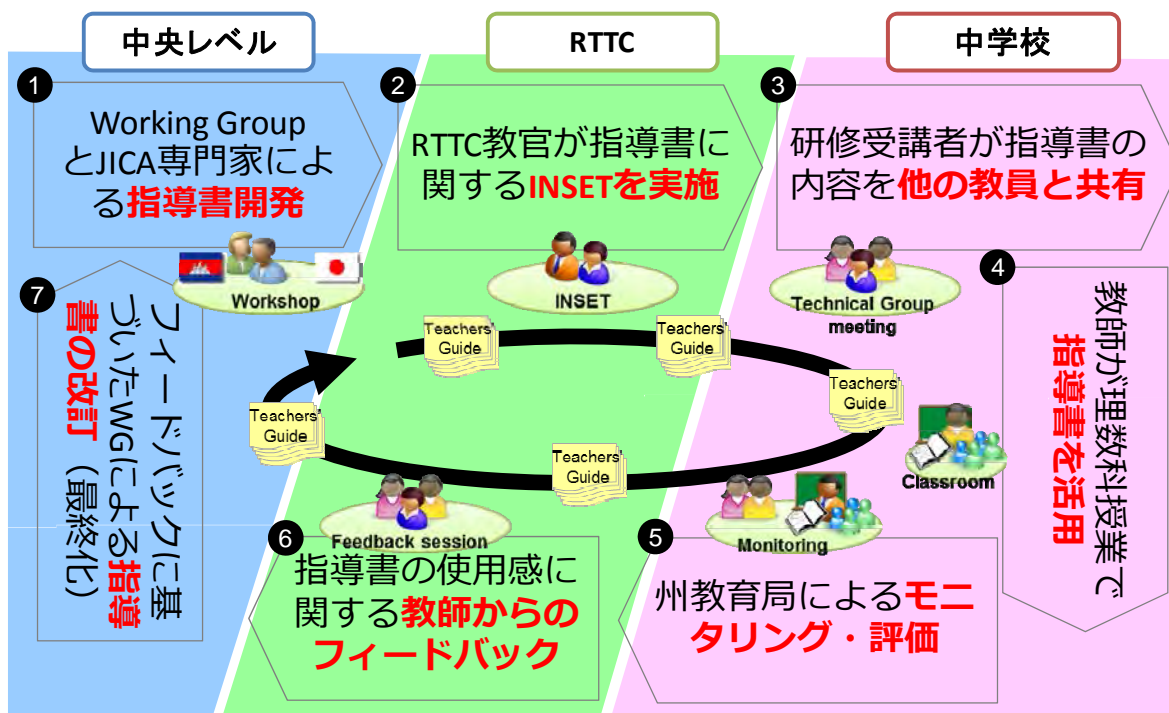 中央レベル
RTTC
中学校
1
Working Group
とJICA専門家によ
る指導書開発
2
RTTC教官が指導書に
関するINSETを実施
3
研修受講者が指導書の
内容を他の教員と共有
Workshop
INSET
Technical Group
meeting
4
教師が理数科授業で
指導書を活用
Teachers'
Guide
Teachers'
Guide
Teachers'
Guide
Teachers'
Guide
Teachers'
Guide
Classroom
Monitoring
5
州教育局によるモニ
タリング・評価
Feedback session
6
指導書の使用感に
関する教師からの
フィードバック
7
フィードバックに基
づいたWGによる指導
書の改訂（最終化）